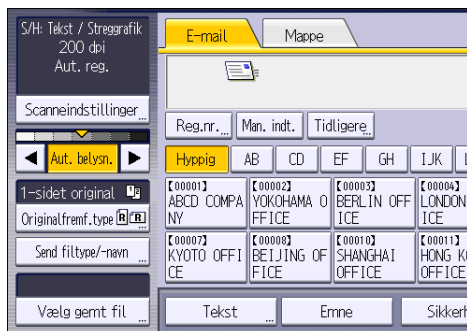 S/H: Tekst / Streggrafik
200 dpi
Aut. reg.
Scanneindstillinger
Aut. belysn.
1-sidet original
Originalfremf.type
Send filtype/-navn
Vælg gemt fil
E-mail
Mappe
Reg.nr.
Man. indt.
Tidligere
Hyppig
AB
CD
EF
GH
IJK
【00001】
ABCD COMPA
NY
【00002】
YOKOHAMA O
FFICE
【00003】
BERLIN OFF
ICE
【00004】
LONDON
ICE
【00007】
KYOTO OFFI
CE
【00008】
BEIJING OF
FICE
【00010】
SHANGHAI
OFFICE
【00011】
HONG K
OFFICE
Tekst
Emne
Sikker